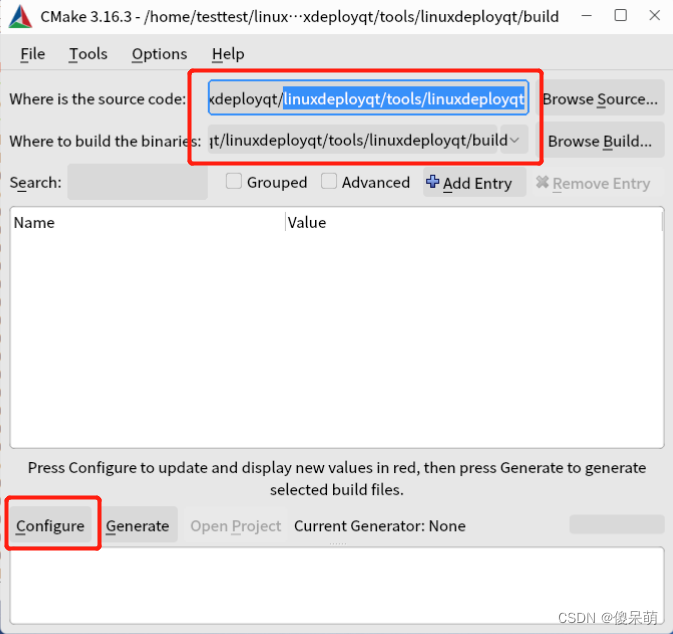 CMake 3.16.3 - /home/testtest/linux···xdeployqt/tools/linuxdeployqt/build
File Tools Options Help
Where is the source code: xdeployqt/linuxdeployqt/tools/linuxdeployqt Browse Source...
Where to build the binaries: qt/linuxdeployqt/tools/linuxdeployqt/build Browse Build...
Search: Grouped Advanced Add Entry Remove Entry
Name Value
Press Configure to update and display new values in red, then press Generate to generate
selected build files.
Configure Generate Open Project Current Generator: None
CSDN @傻呆萌